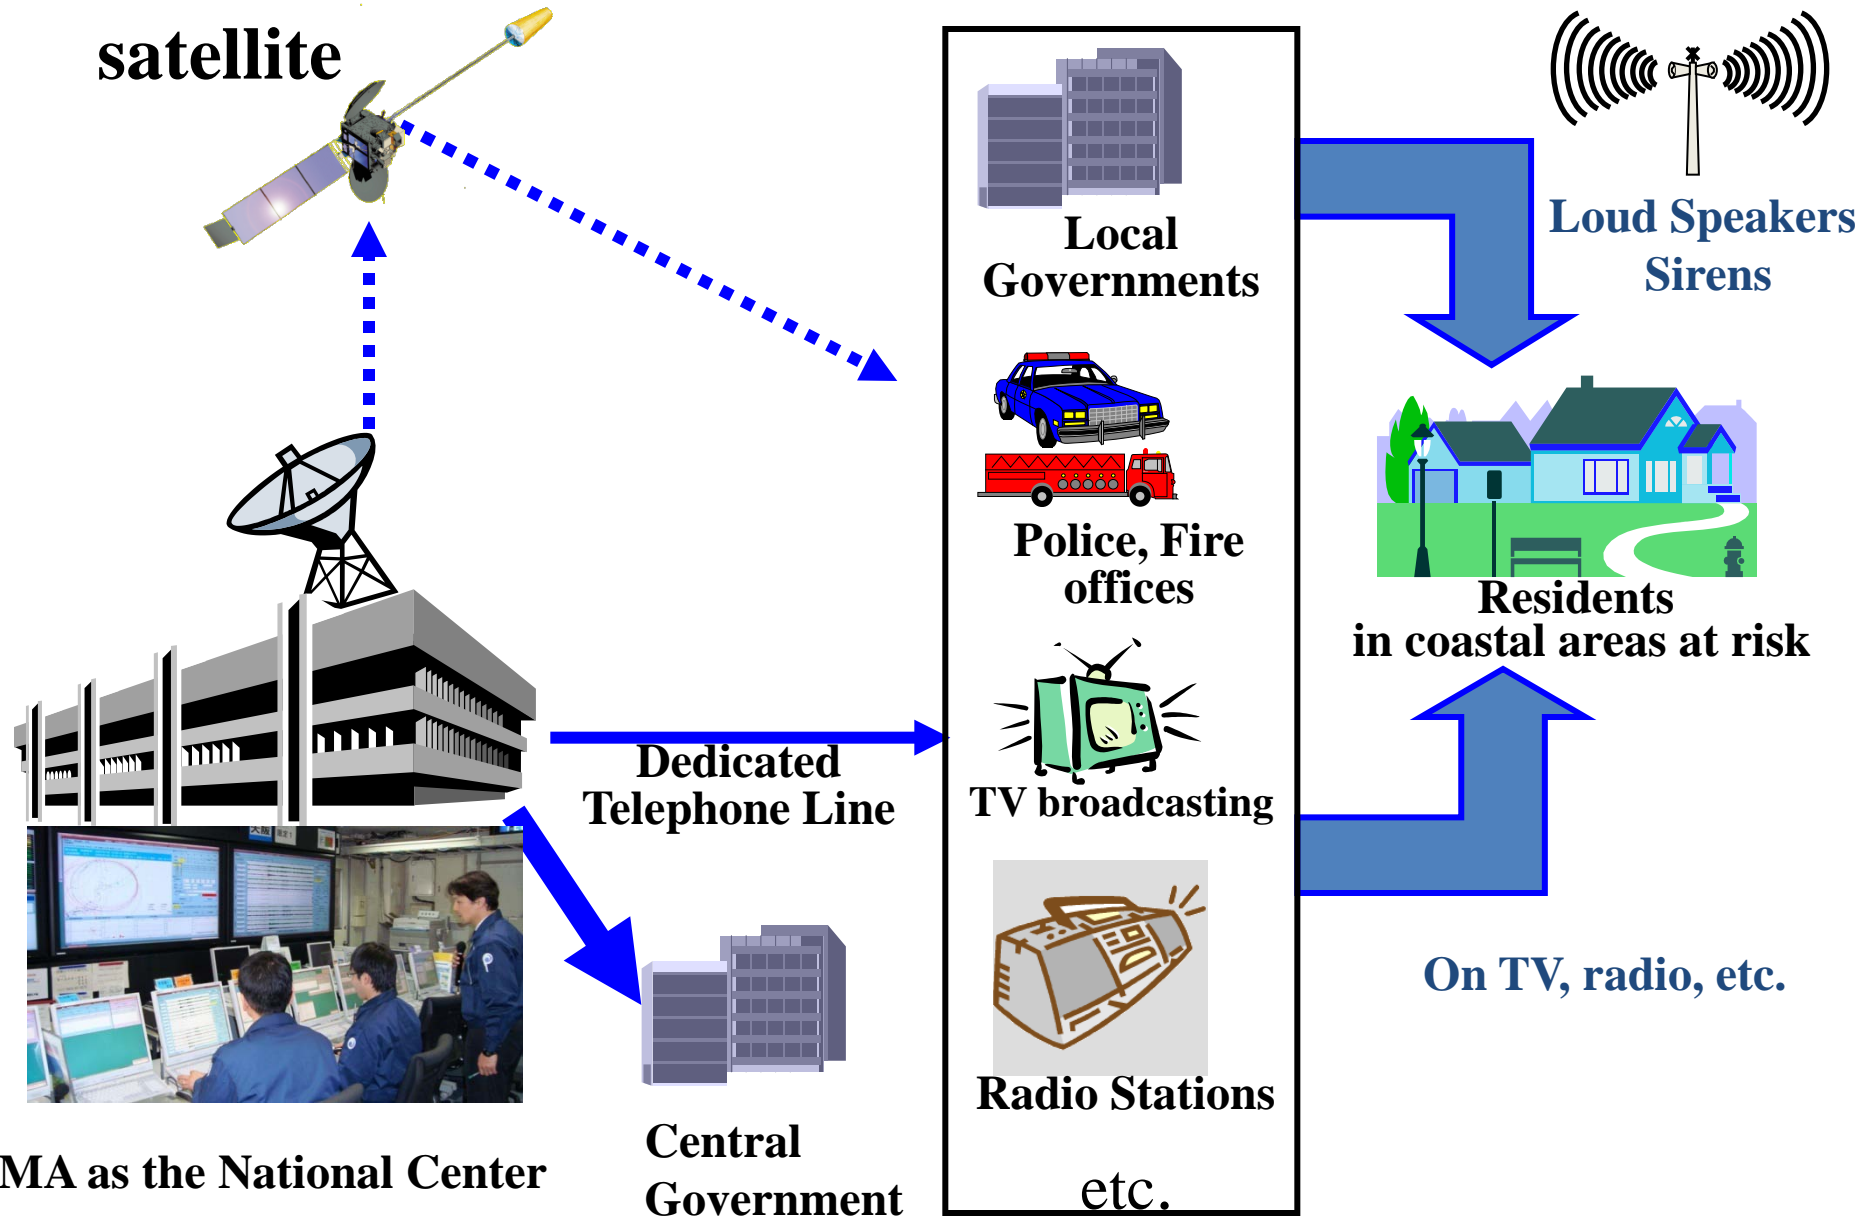 satellite
Local
Governments
Loud Speakers
Sirens
Police, Fire
offices
Residents
in coastal areas at risk
Dedicated
Telephone Line
TV broadcasting
On TV, radio, etc.
Radio Stations
Central
Government
MA as the National Center
etc.